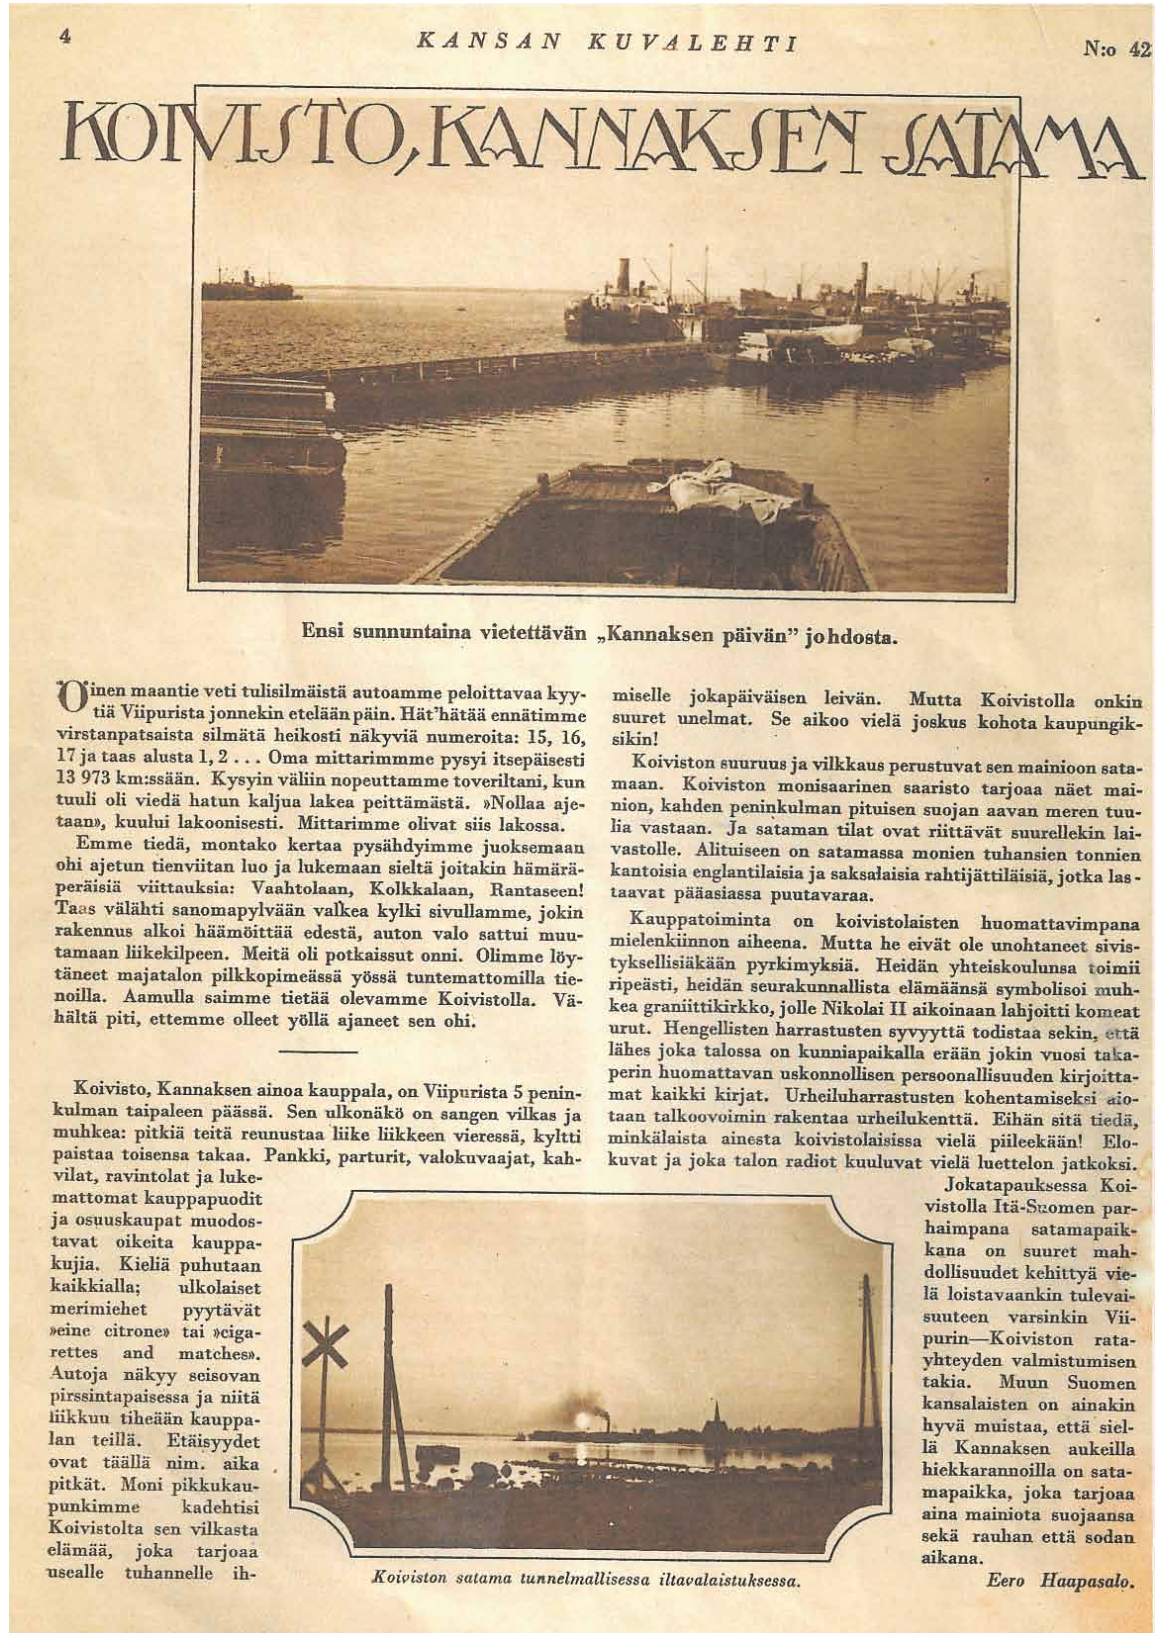 4
KANSAN KUVALEHTI
N:o 42
KOIVISTO, KANNAKSEN SATAMA
Ensi sunnuntaina vietettävän „Kannaksen päivän” johdosta.
Öinen maantie veti tulisilmäistä autoamme peloittavaa kyy-
tiä Viipurista jonnekin etelään päin. Hät'hätää ennätimme
virstanpatsaista silmätä heikosti näkyviä numeroita: 15, 16,
17 ja taas alusta 1, 2 . . . Oma mittarimmme pysyi itsepäisesti
13 973 km:ssään. Kysyin väliin nopeuttamme toveriltani, kun
tuuli oli viedä hatun kaljua lakea peittämästä. »Nollaa aje-
taan», kuului lakoonisesti. Mittarimme olivat siis lakossa.
Emme tiedä, montako kertaa pysähdyimme juoksemaan
ohi ajetun tienviitan luo ja lukemaan sieltä joitakin hämärä-
peräisiä viittauksia: Vaahtolaan, Kolkkalaan, Rantaseen!
Taas välähti sanomapylvään valkea kylki sivullamme, jokin
rakennus alkoi häämöittää edestä, auton valo sattui muu-
tamaan liikekilpeen. Meitä oli potkaissut onni. Olimme löy-
täneet majatalon pilkkopimeässä yössä tuntemattomilla tie-
noilla. Aamulla saimme tietää olevamme Koivistolla. Vä-
hältä piti, ettemme olleet yöllä ajaneet sen ohi.
Koivisto, Kannaksen ainoa kauppala, on Viipurista 5 penin-
kulman taipaleen päässä. Sen ulkonäkö on sangen vilkas ja
muhkea: pitkiä teitä reunustaa liike liikkeen vieressä, kyltti
paistaa toisensa takaa. Pankki, parturit, valokuvaajat, kah-
vilat, ravintolat ja luke-
mattomat kauppapuodit
ja osuuskaupat muodos-
tavat oikeita kauppa-
kujia. Kieliä puhutaan
kaikkialla; ulkolaiset
merimiehet pyytävät
»eine citrone» tai »ciga-
rettes and matches».
Autoja näkyy seisovan
pirssintapaisessa ja niitä
liikkuu tiheään kauppa-
lan teillä. Etäisyydet
ovat täällä nim. aika
pitkät. Moni pikkukau-
punkimme kadehtisi
Koivistolta sen vilkasta
elämää, joka tarjoaa
usealle tuhannelle ih-
miselle jokapäiväisen leivän. Mutta Koivistolla onkin
suuret unelmat. Se aikoo vielä joskus kohota kaupungik-
sikin!
Koiviston suuruus ja vilkkaus perustuvat sen mainioon sata-
maan. Koiviston monisaarinen saaristo tarjoaa näet mai-
nion, kahden peninkulman pituisen suojan aavan meren tuu-
lia vastaan. Ja sataman tilat ovat riittävät suurellekin lai-
vastolle. Alituiseen on satamassa monien tuhansien tonnien
kantoisia englantilaisia ja saksalaisia rahtijättiläisiä, jotka las-
taavat pääasiassa puutavaraa.
Kauppatoiminta on koivistolaisten huomattavimpana
mielenkiinnon aiheena. Mutta he eivät ole unohtaneet sivis-
tyksellisiäkään pyrkimyksiä. Heidän yhteiskoulunsa toimii
ripeästi, heidän seurakunnallista elämäänsä symbolisoi muh-
kea graniittikirkko, jolle Nikolai II aikoinaan lahjoitti komeat
urut. Hengellisten harrastusten syvyyttä todistaa sekin, että
lähes joka talossa on kunniapaikalla erään jokin vuosi taka-
perin huomattavan uskonnollisen persoonallisuuden kirjoitta-
mat kaikki kirjat. Urheiluharrastusten kohentamiseksi aio-
taan talkoovoimin rakentaa urheilukenttä. Eihän sitä tiedä,
minkälaista ainesta koivistolaisissa vielä piileekään! Elo-
kuvat ja joka talon radiot kuuluvat vielä luettelon jatkoksi.
Jokatapauksessa Koi-
vistolla Itä-Suomen par-
haimpana satamapaik-
kana on suuret mah-
dollisuudet kehittyä vie-
lä loistavaankin tulevai-
suuteen varsinkin Vii-
purin—Koiviston rata-
yhteyden valmistumisen
takia. Muun Suomen
kansalaisten on ainakin
hyvä muistaa, että siel-
lä Kannaksen aukeilla
hiekkarannoilla on sata-
mapaikka, joka tarjoaa
aina mainiota suojaansa
sekä rauhan että sodan
aikana.
Eero Haapasalo.
Koiviston satama tunnelmallisessa iltavalaistuksessa.